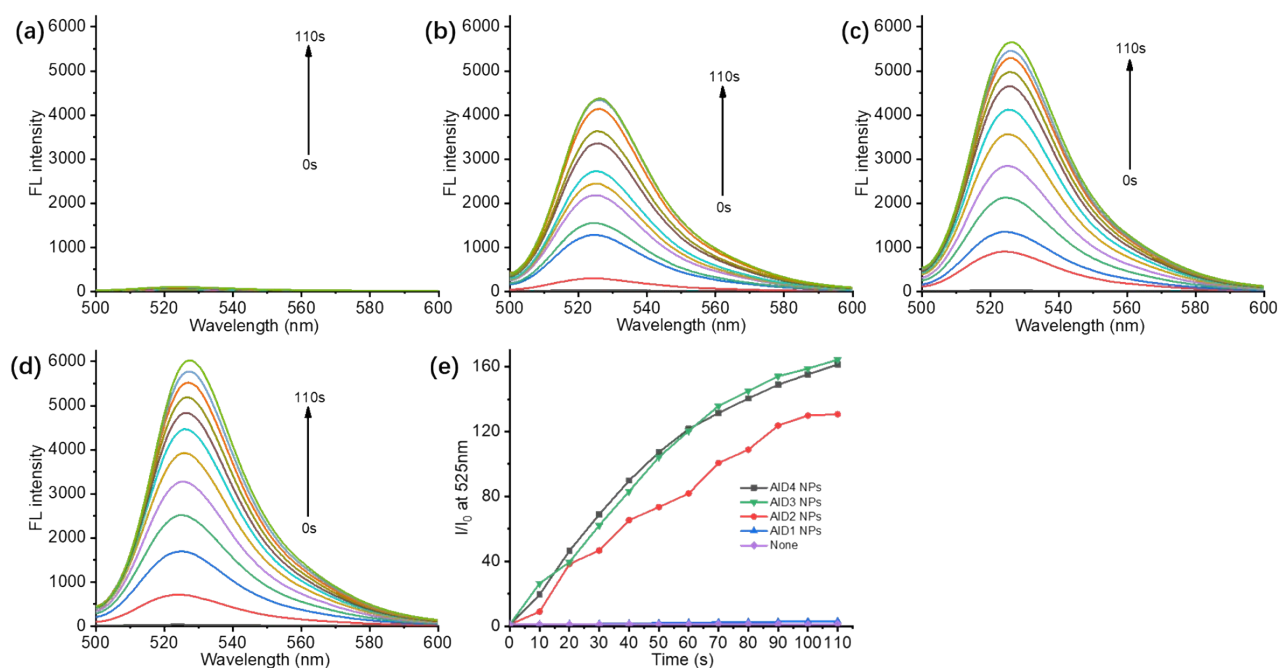 (a)
6000
5000
4000
3000
2000
1000
0
FL intensity
110s
0s
500 520 540 560 580 600
Wavelength (nm)
(b)
6000
5000
4000
3000
2000
1000
0
FL intensity
110s
0s
500 520 540 560 580 600
Wavelength (nm)
(c)
6000
5000
4000
3000
2000
1000
0
FL intensity
110s
0s
500 520 540 560 580 600
Wavelength (nm)
(d)
6000
5000
4000
3000
2000
1000
0
FL intensity
110s
0s
500 520 540 560 580 600
Wavelength (nm)
(e)
160
120
80
40
0
I/I₀ at 525nm
AID4 NPs
AID3 NPs
AID2 NPs
AID1 NPs
None
0 10 20 30 40 50 60 70 80 90 100 110
Time (s)